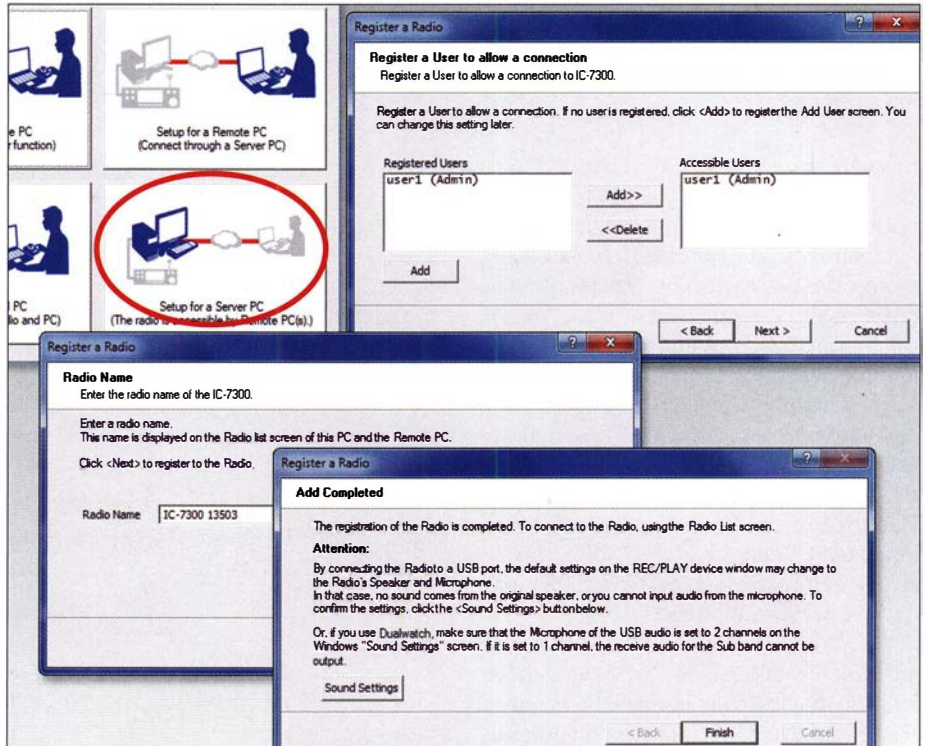 e PC
r function)
Setup for a Remote PC
(Connect through a Server PC)
PC
lio and PC)
Setup for a Server PC
(The radio is accessible by Remote PC(s).)
Register a Radio
Register a User to allow a connection
Register a User to allow a connection to IC-7300.
Register a User to allow a connection. If no user is registered, click <Add> to register the Add User screen. You
can change this setting later.
Registered Users
user1 (Admin)
Add>>
<<Delete
Accessible Users
user1 (Admin)
Add
< Back
Next >
Cancel
Register a Radio
Radio Name
Enter the radio name of the IC-7300.
Enter a radio name.
This name is displayed on the Radio list screen of this PC and the Remote PC.
Click <Next> to register to the Radio.
Radio Name
IC-7300 13503
Register a Radio
Add Completed
The registration of the Radio is completed. To connect to the Radio, using the Radio List screen.
Attention:
By connecting the Radio to a USB port, the default settings on the REC/PLAY device window may change to
the Radio's Speaker and Microphone.
In that case, no sound comes from the original speaker, or you cannot input audio from the microphone. To
confirm the settings, click the <Sound Settings> button below.
Or, if you use Dualwatch, make sure that the Microphone of the USB audio is set to 2 channels on the
Windows "Sound Settings" screen. If it is set to 1 channel, the receive audio for the Sub band cannot be
output.
Sound Settings
< Back
Finish
Cancel